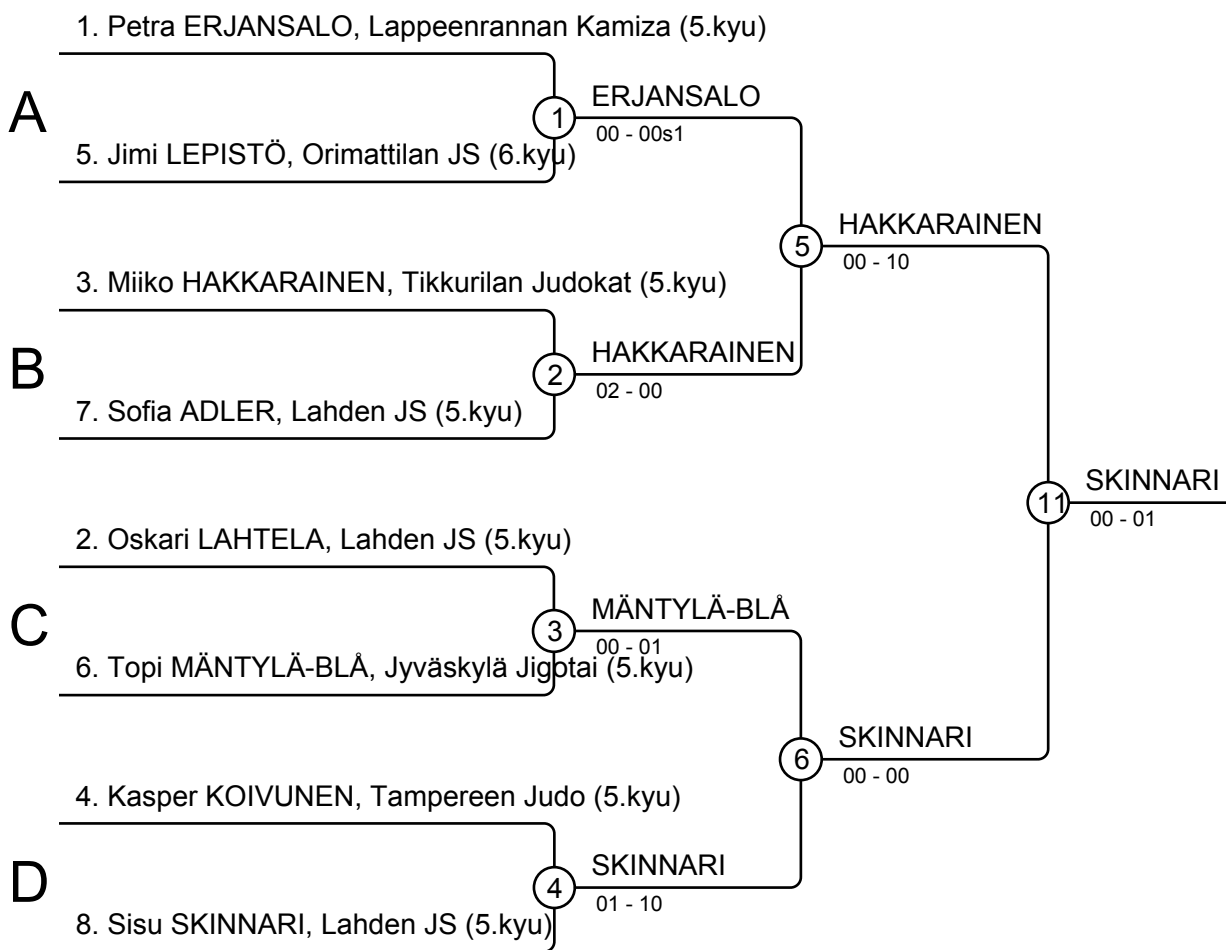 1. Petra ERJANSALO, Lappeenrannan Kamiza (5.kyu)
A
1
ERJANSALO
00 - 00s1
5. Jimi LEPISTÖ, Orimattilan JS (6.kyu)
5
HAKKARAINEN
00 - 10
3. Miiko HAKKARAINEN, Tikkurilan Judokat (5.kyu)
B
2
HAKKARAINEN
02 - 00
7. Sofia ADLER, Lahden JS (5.kyu)
11
SKINNARI
00 - 01
2. Oskari LAHTELA, Lahden JS (5.kyu)
C
3
MÄNTYLÄ-BLÅ
00 - 01
6. Topi MÄNTYLÄ-BLÅ, Jyväskylä Jigotai (5.kyu)
6
SKINNARI
00 - 00
4. Kasper KOIVUNEN, Tampereen Judo (5.kyu)
D
4
SKINNARI
01 - 10
8. Sisu SKINNARI, Lahden JS (5.kyu)